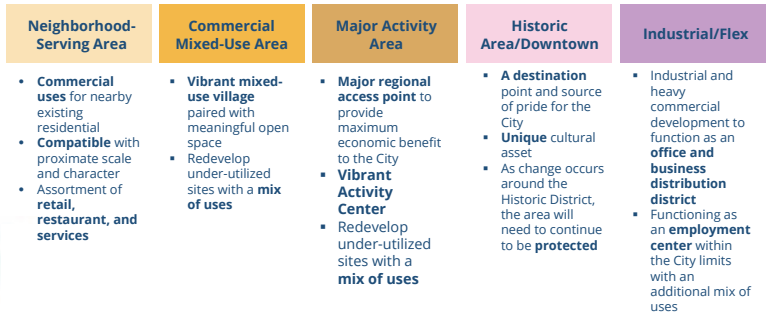 Neighborhood-
Serving Area
• Commercial
uses for nearby
existing
residential
• Compatible with
proximate scale
and character
• Assortment of
retail,
restaurant, and
services
Commercial
Mixed-Use Area
▪ Vibrant mixed-
use village
paired with
meaningful open
space
▪ Redevelop
under-utilized
sites with a mix
of uses
Major Activity
Area
▪ Major regional
access point to
provide
maximum
economic benefit
to the City
▪ Vibrant
Activity
Center
▪ Redevelop
under-utilized
sites with a
mix of uses
Historic
Area/Downtown
▪ A destination
point and source
of pride for the
City
▪ Unique cultural
asset
▪ As change occurs
around the
Historic District,
the area will
need to continue
to be protected
Industrial/Flex
▪ Industrial and
heavy
commercial
development to
function as an
office and
business
distribution
district
▪ Functioning as
an employment
center within
the City limits
with an
additional mix of
uses